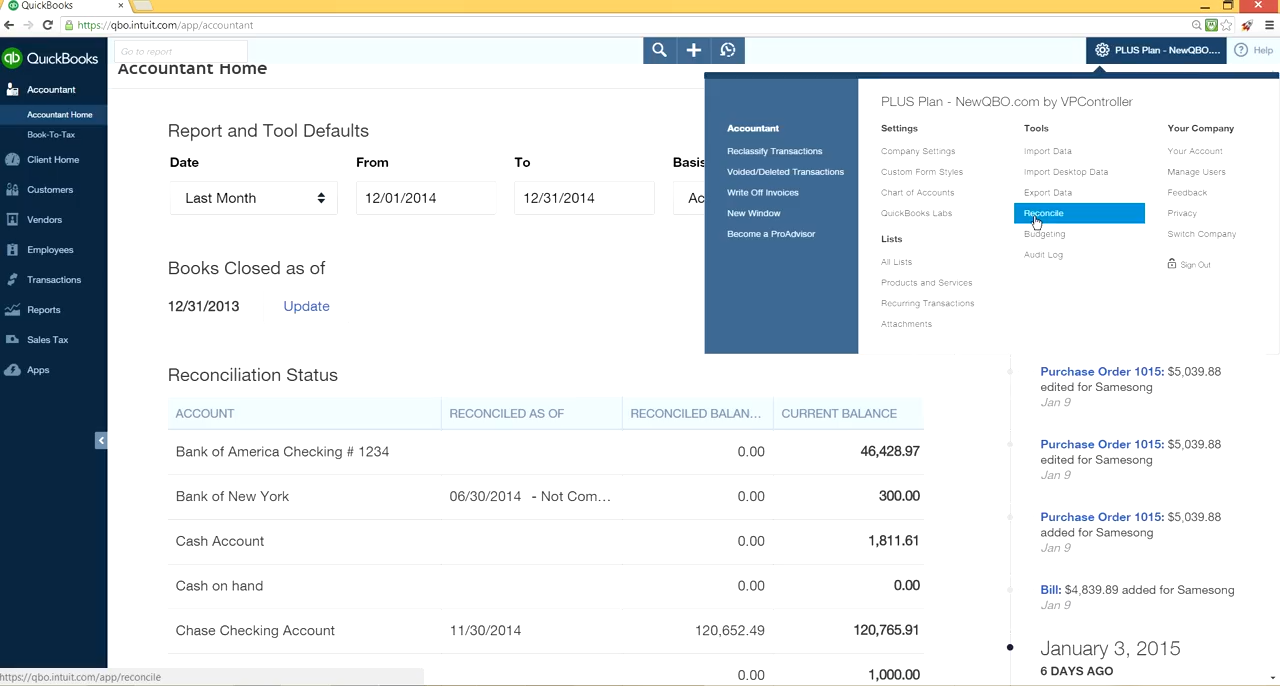 QuickBooks
https://qbo.intuit.com/app/accountant
QuickBooks
Go to report
PLUS Plan - NewQBO....
Help
Accountant
Accountant Home
Book-To-Tax
Client Home
Customers
Vendors
Employees
Transactions
Reports
Sales Tax
Apps
Accountant Home
Report and Tool Defaults
Date
From
To
Basis
Last Month
12/01/2014
12/31/2014
Books Closed as of
12/31/2013
Update
Accountant
Reclassify Transactions
Voided/Deleted Transactions
Write Off Invoices
New Window
Become a ProAdvisor
PLUS Plan - NewQBO.com by VPController
Settings
Company Settings
Custom Form Styles
Chart of Accounts
QuickBooks Labs
Lists
All Lists
Products and Services
Recurring Transactions
Attachments
Tools
Import Data
Import Desktop Data
Export Data
Reconcile
Budgeting
Audit Log
Your Company
Your Account
Manage Users
Feedback
Privacy
Switch Company
Sign Out
Reconciliation Status
ACCOUNT RECONCILED AS OF RECONCILED BALAN... CURRENT BALANCE
Bank of America Checking # 1234 0.00 46,428.97
Bank of New York 06/30/2014 - Not Com... 0.00 300.00
Cash Account 0.00 1,811.61
Cash on hand 0.00 0.00
Chase Checking Account 11/30/2014 120,652.49 120,765.91
0.00 1,000.00
Purchase Order 1015: $5,039.88
edited for Samesong
Jan 9
Purchase Order 1015: $5,039.88
edited for Samesong
Jan 9
Purchase Order 1015: $5,039.88
added for Samesong
Jan 9
Bill: $4,839.89 added for Samesong
Jan 9
January 3, 2015
6 DAYS AGO
https://qbo.intuit.com/app/reconcile